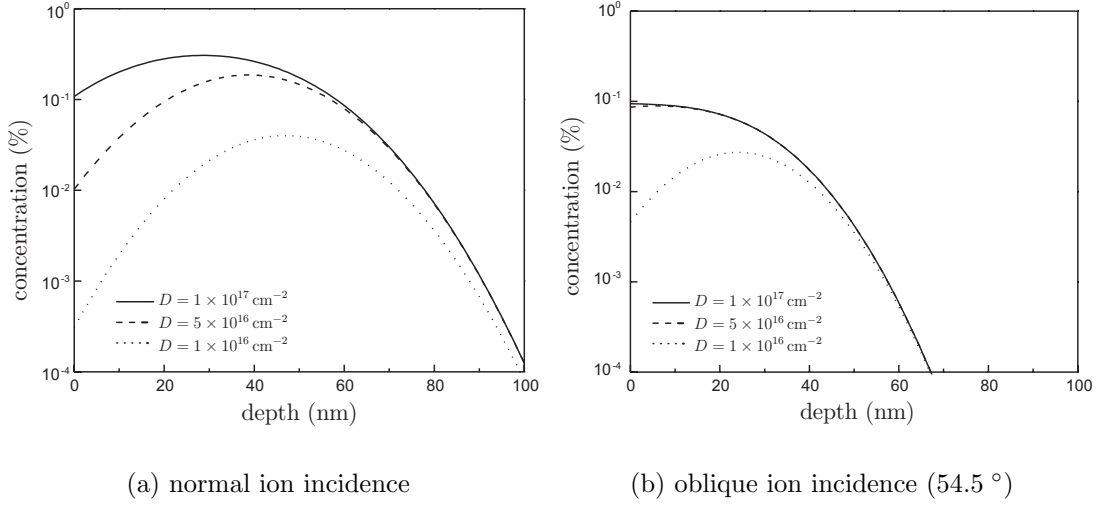 10^0
10^-1
10^-2
10^-3
10^-4
concentration (%)
D = 1 × 10^17 cm^−2
D = 5 × 10^16 cm^−2
D = 1 × 10^16 cm^−2
0 20 40 60 80 100
depth (nm)
(a) normal ion incidence
10^0
10^-1
10^-2
10^-3
10^-4
concentration (%)
D = 1 × 10^17 cm^−2
D = 5 × 10^16 cm^−2
D = 1 × 10^16 cm^−2
0 20 40 60 80 100
depth (nm)
(b) oblique ion incidence (54.5 °)